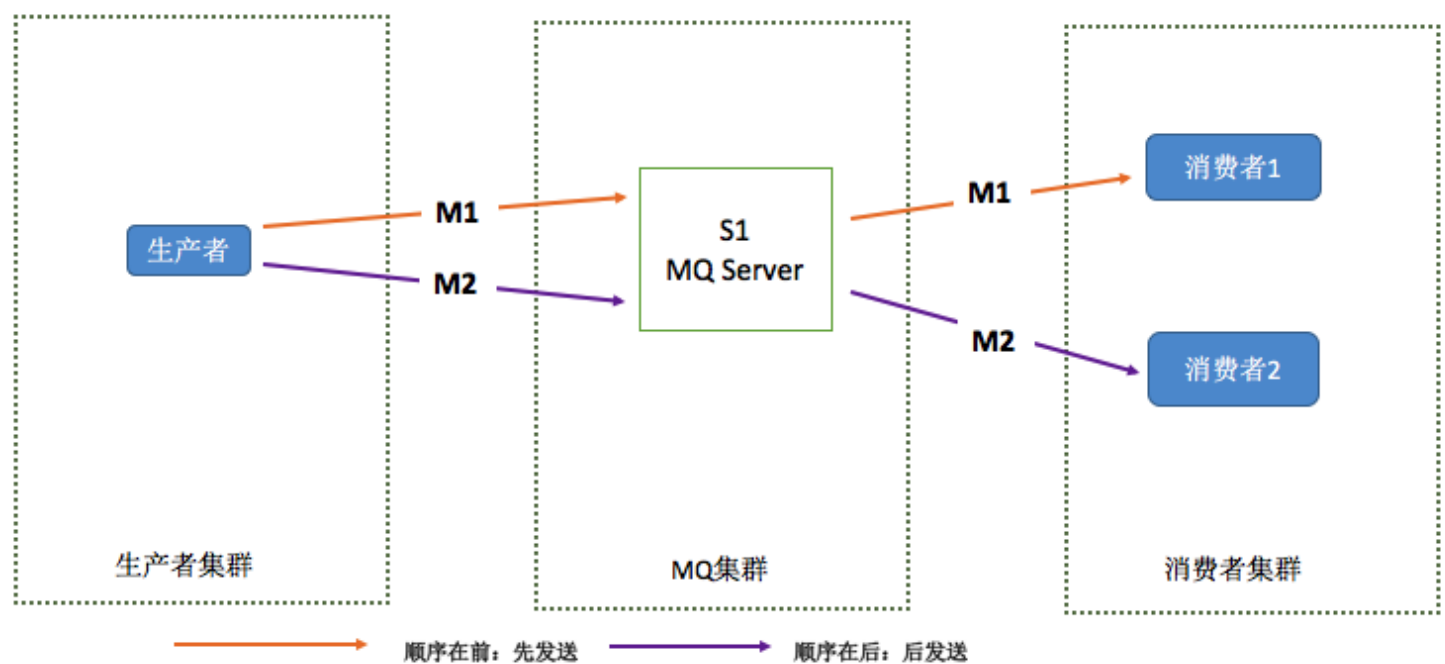 生产者
M1
M2
S1
MQ Server
M1
M2
消费者1
消费者2
生产者集群
MQ集群
消费者集群
顺序在前：先发送
顺序在后：后发送